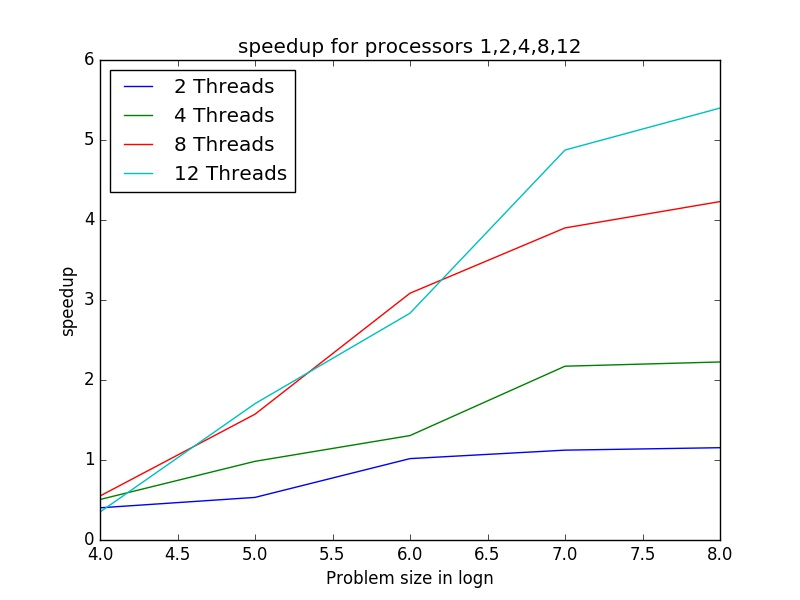 speedup for processors 1,2,4,8,12
6
5
4
3
2
1
0
speedup
2 Threads
4 Threads
8 Threads
12 Threads
4.0 4.5 5.0 5.5 6.0 6.5 7.0 7.5 8.0
Problem size in logn